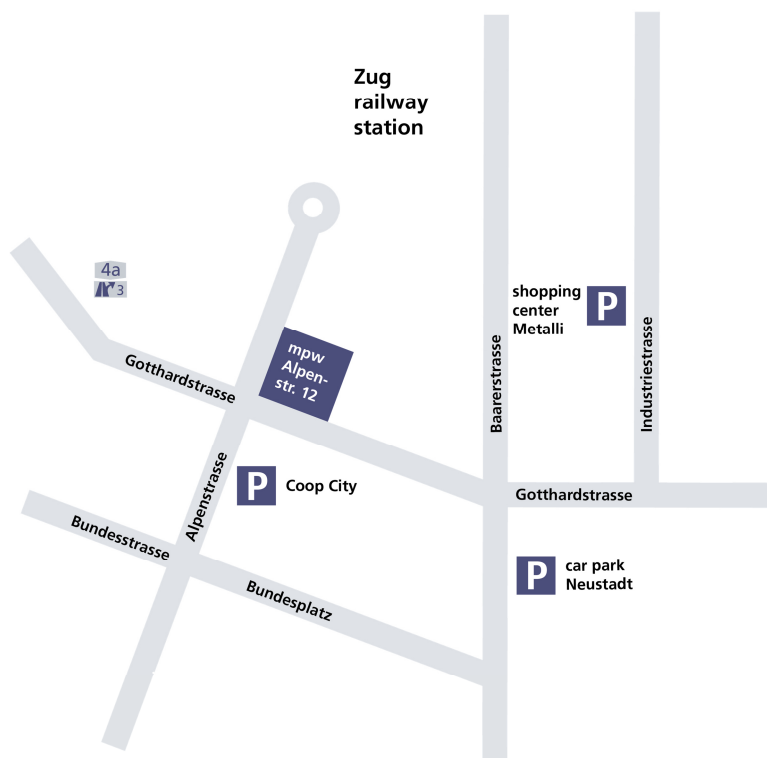 Zug
railway
station
4a
3
shopping
center
Metalli
P
mpw
Alpen-
str. 12
Gotthardstrasse
Baarerstrasse
Industriestrasse
Alpenstrasse
P
Coop City
Gotthardstrasse
Bundesstrasse
P
car park
Neustadt
Bundesplatz